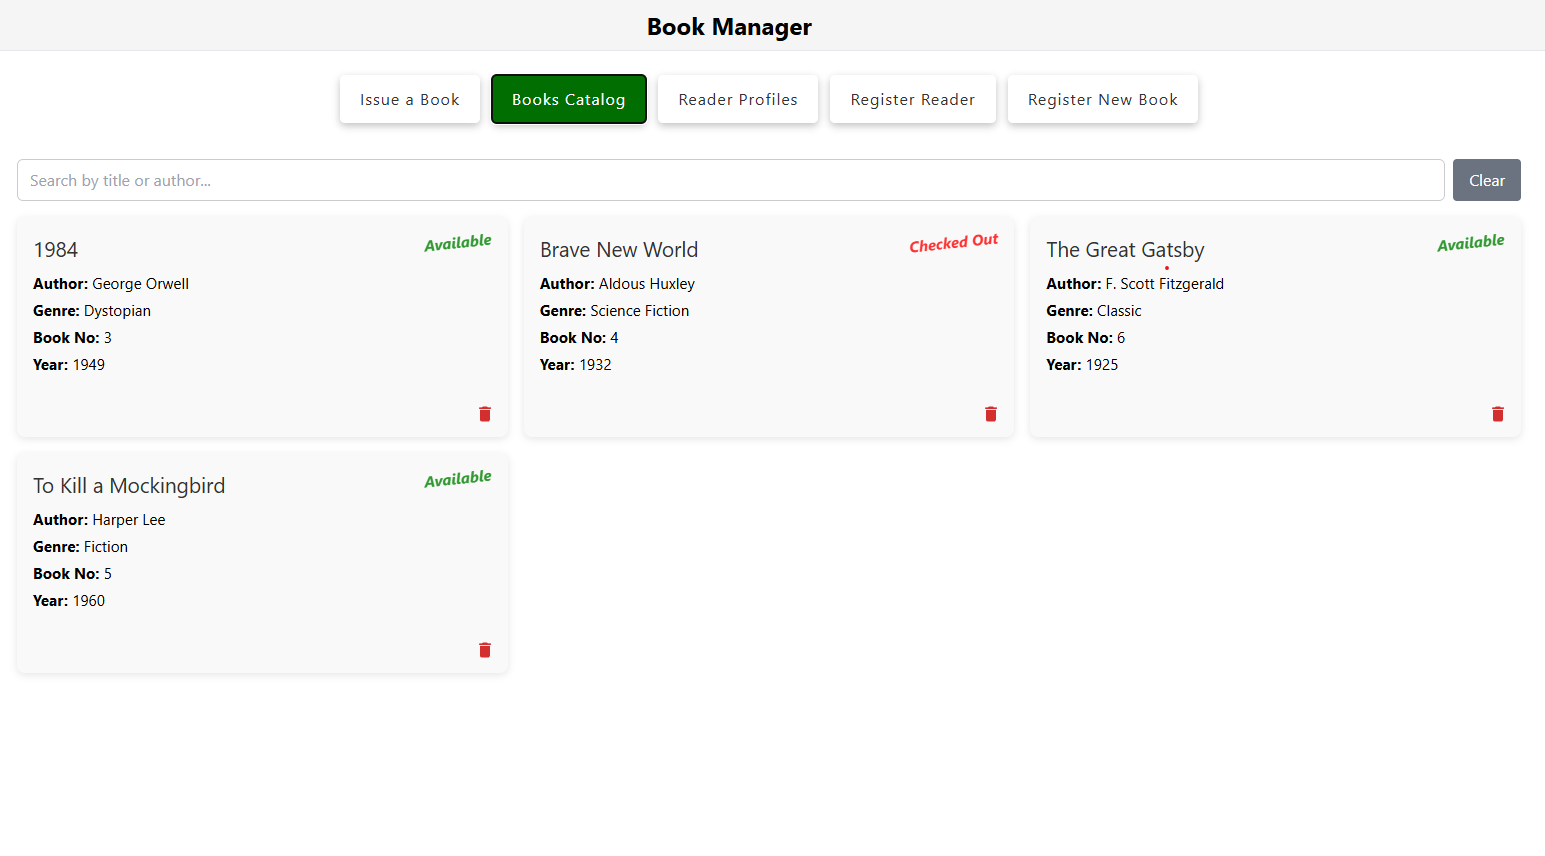 Book Manager
Issue a Book
Books Catalog
Reader Profiles
Register Reader
Register New Book
Search by title or author...
Clear
1984
Available
Author: George Orwell
Genre: Dystopian
Book No: 3
Year: 1949
Brave New World
Checked Out
Author: Aldous Huxley
Genre: Science Fiction
Book No: 4
Year: 1932
The Great Gatsby
Available
Author: F. Scott Fitzgerald
Genre: Classic
Book No: 6
Year: 1925
To Kill a Mockingbird
Available
Author: Harper Lee
Genre: Fiction
Book No: 5
Year: 1960